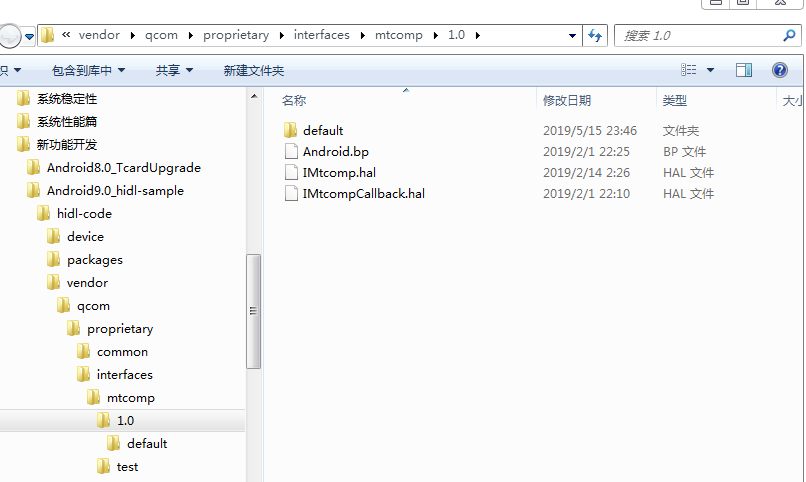 « vendor qcom proprietary interfaces mtcomp 1.0
搜索 1.0
包含到库中 共享 新建文件夹
系统稳定性
系统性能篇
新功能开发
Android8.0_TcardUpgrade
Android9.0_hidl-sample
hidl-code
device
packages
vendor
qcom
proprietary
common
interfaces
mtcomp
1.0
default
test
名称 修改日期 类型 大小
default 2019/5/15 23:46 文件夹
Android.bp 2019/2/1 22:25 BP 文件
IMtcomp.hal 2019/2/14 2:26 HAL 文件
IMtcompCallback.hal 2019/2/1 22:10 HAL 文件